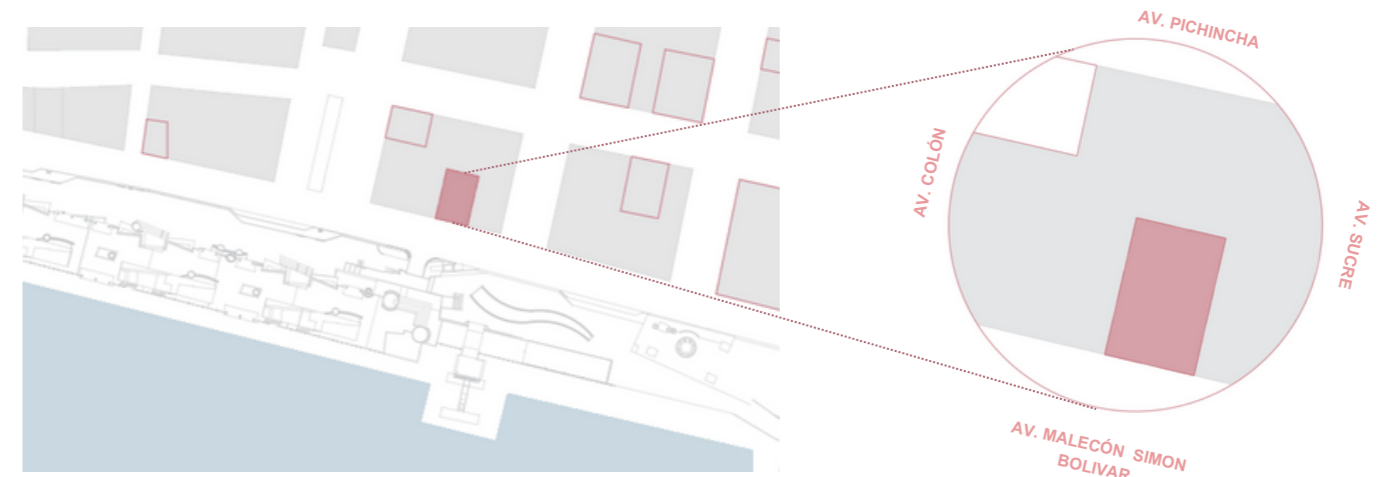 AV. PICHINCHA
AV. COLÓN
AV. SUCRE
AV. MALECÓN SIMON
BOLIVAR